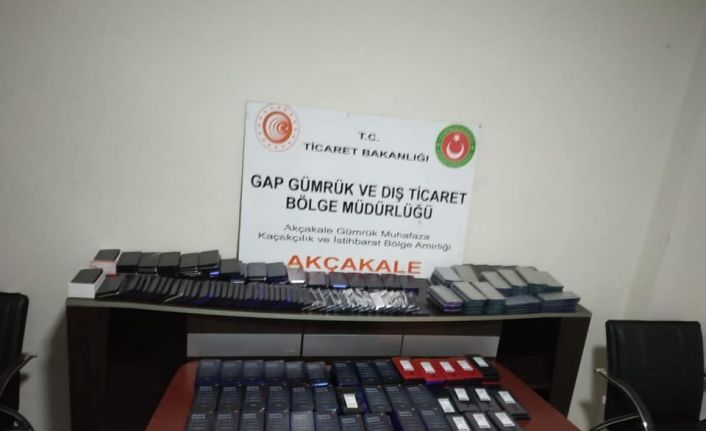 T.C.
TİCARET BAKANLIĞI
GAP GÜMRÜK VE DIŞ TİCARET
BÖLGE MÜDÜRLÜĞÜ
Akçakale Gümrük Muhafaza
Kaçakçılık ve İstihbarat Bölge Amirliği
AKÇAKALE